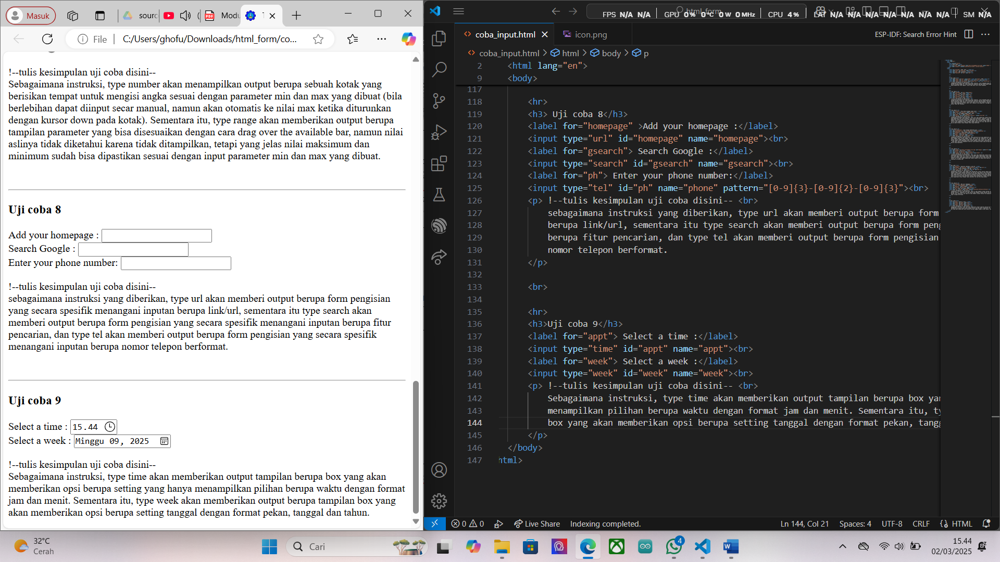 Masuk
sourc
Modu
T
File
C:/Users/ghofu/Downloads/html_form/co...
!--tulis kesimpulan uji coba disini--
Sebagaimana instruksi, type number akan menampilkan output berupa sebuah kotak yang
berisikan tempat untuk mengisi angka sesuai dengan parameter min dan max yang dibuat (bila
berlebihan dapat diinput secar manual, namun akan otomatis ke nilai max ketika diturunkan
dengan kursor down pada kotak). Sementara itu, type range akan memberikan output berupa
tampilan parameter yang bisa disesuaikan dengan cara drag over the available bar, namun nilai
aslinya tidak diketahui karena tidak ditampilkan, tetapi yang jelas nilai maksimum dan
minimum sudah bisa dipastikan sesuai dengan input parameter min dan max yang dibuat.
Uji coba 8
Add your homepage :
Search Google :
Enter your phone number:
!--tulis kesimpulan uji coba disini--
sebagaimana instruksi yang diberikan, type url akan memberi output berupa form pengisian
yang secara spesifik menangani inputan berupa link/url, sementara itu type search akan
memberi output berupa form pengisian yang secara spesifik menangani inputan berupa fitur
pencarian, dan type tel akan memberi output berupa form pengisian yang secara spesifik
menangani inputan berupa nomor telepon berformat.
Uji coba 9
Select a time : 15.44
Select a week : Minggu 09, 2025
!--tulis kesimpulan uji coba disini--
Sebagaimana instruksi, type time akan memberikan output tampilan berupa box yang akan
memberikan opsi berupa setting yang hanya menampilkan pilihan berupa waktu dengan format
jam dan menit. Sementara itu, type week akan memberikan output berupa tampilan box yang
akan memberikan opsi berupa setting tanggal dengan format pekan, tanggal dan tahun.
html_form
FPS N/A N/A | GPU 0% 0°C 0W 0MHz | CPU 4% | LAT N/A N/A N/A N/A N/A N/A N/A | SM N/A
coba_input.html
icon.png
ESP-IDF: Search Error Hint
coba_input.html > html > body > p
2 <html lang="en">
9 <body>
117
118 <hr>
119 <h3> Uji coba 8</h3>
120 <label for="homepage" >Add your homepage :</label>
121 <input type="url" id="homepage" name="homepage"><br>
122 <label for="gsearch"> Search Google :</label>
123 <input type="search" id="gsearch" name="gsearch"><br>
124 <label for="ph"> Enter your phone number:</label>
125 <input type="tel" id="ph" name="phone" pattern="[0-9]{3}-[0-9]{2}-[0-9]{3}"><br>
126 <p> !--tulis kesimpulan uji coba disini-- <br>
127 sebagaimana instruksi yang diberikan, type url akan memberi output berupa form
128 berupa link/url, sementara itu type search akan memberi output berupa form peng
129 berupa fitur pencarian, dan type tel akan memberi output berupa form pengisian
130 nomor telepon berformat.
131 </p>
132
133 <br>
134
135 <hr>
136 <h3>Uji coba 9</h3>
137 <label for="appt"> Select a time :</label>
138 <input type="time" id="appt" name="appt"><br>
139 <label for="week"> Select a week :</label>
140 <input type="week" id="week" name="week"><br>
141 <p> !--tulis kesimpulan uji coba disini-- <br>
142 Sebagaimana instruksi, type time akan memberikan output tampilan berupa box yan
143 menampilkan pilihan berupa waktu dengan format jam dan menit. Sementara itu, ty
144 box yang akan memberikan opsi berupa setting tanggal dengan format pekan, tangg
145 </p>
146 </body>
147 html>
0 0
Live Share
Indexing completed.
Ln 144, Col 21
Spaces: 4
UTF-8
CRLF
HTML
32°C
Cerah
Cari
4
15.44
02/03/2025